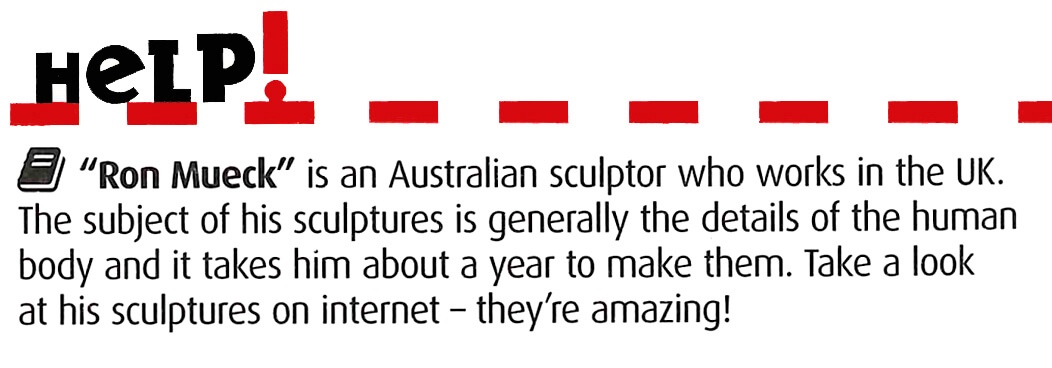 HeLP!
“Ron Mueck” is an Australian sculptor who works in the UK.
The subject of his sculptures is generally the details of the human
body and it takes him about a year to make them. Take a look
at his sculptures on internet – they’re amazing!